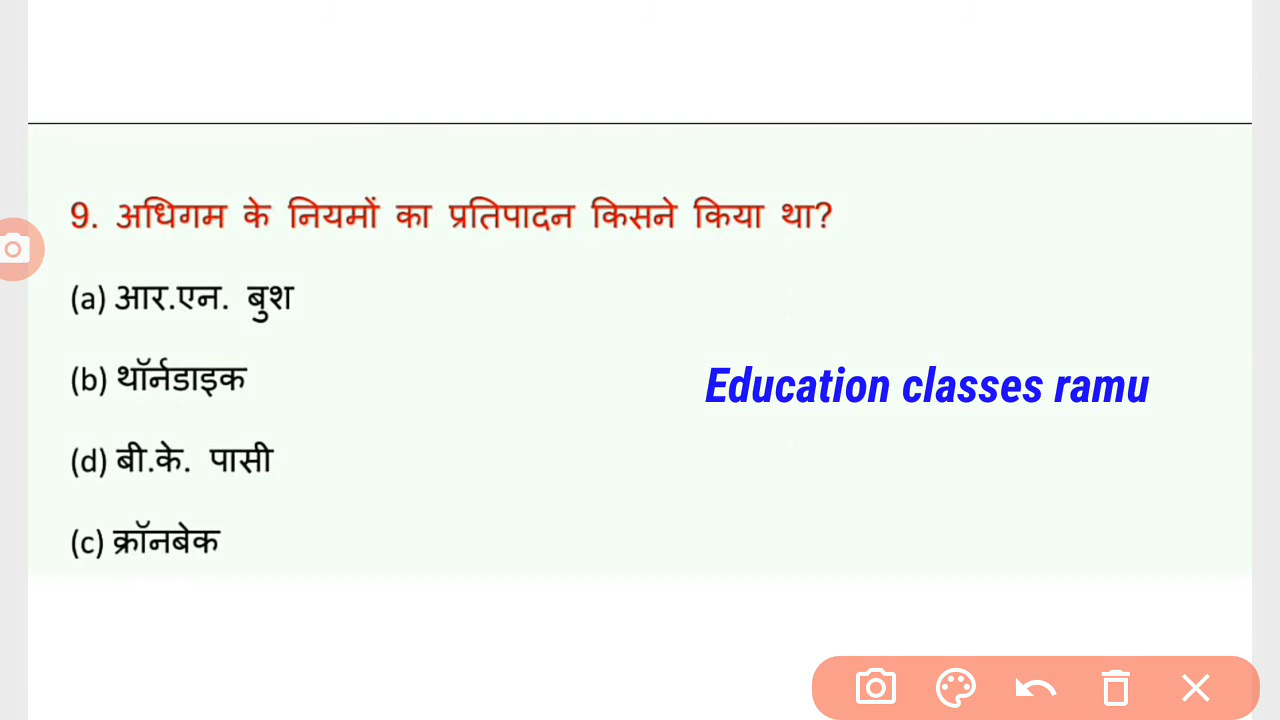 9. अधिगम के नियमों का प्रतिपादन किसने किया था?
(a) आर.एन. बुश
(b) थॉर्नडाइक
Education classes ramu
(d) बी.के. पासी
(c) क्रॉनबेक